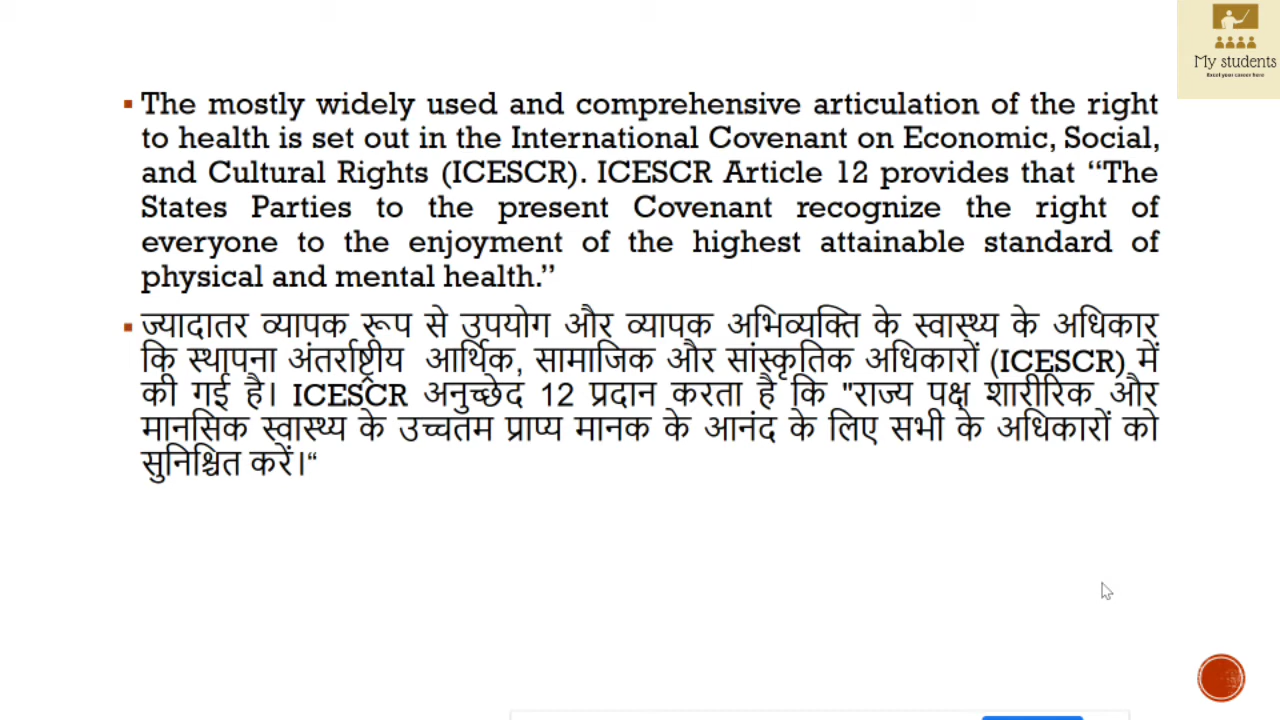 My students
Excel your career here
The mostly widely used and comprehensive articulation of the right
to health is set out in the International Covenant on Economic, Social,
and Cultural Rights (ICESCR). ICESCR Article 12 provides that “The
States Parties to the present Covenant recognize the right of
everyone to the enjoyment of the highest attainable standard of
physical and mental health.”
ज्यादातर व्यापक रूप से उपयोग और व्यापक अभिव्यक्ति के स्वास्थ्य के अधिकार
कि स्थापना अंतर्राष्ट्रीय आर्थिक, सामाजिक और सांस्कृतिक अधिकारों (ICESCR) में
की गई है। ICESCR अनुच्छेद 12 प्रदान करता है कि "राज्य पक्ष शारीरिक और
मानसिक स्वास्थ्य के उच्चतम प्राप्य मानक के आनंद के लिए सभी के अधिकारों को
सुनिश्चित करें।“